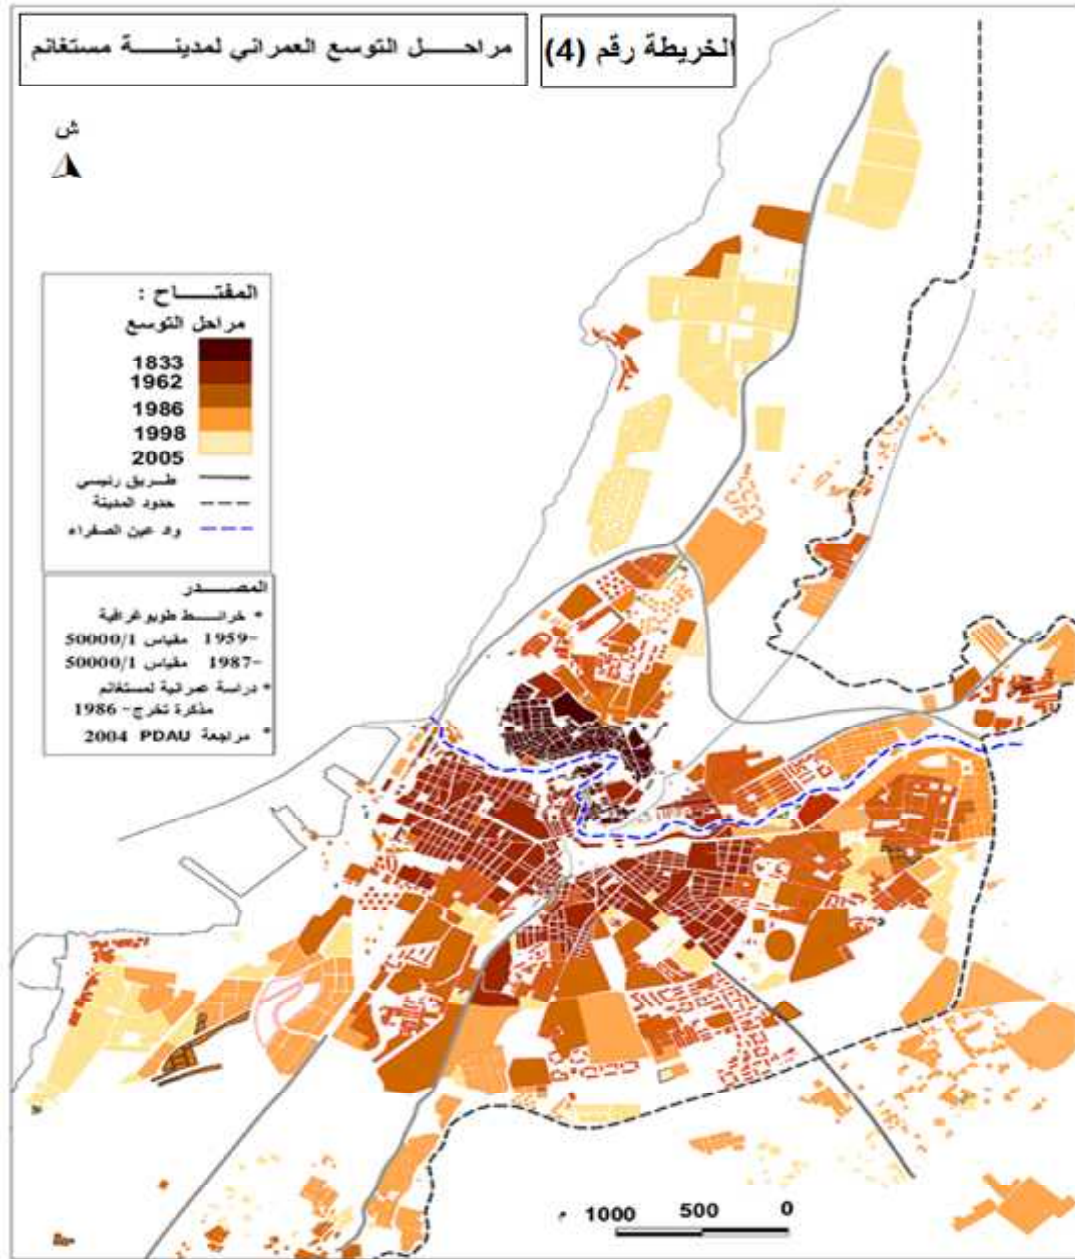 الخريطة رقم (4)
مراحل التوسع العمراني لمدينة مستغانم
ش
المفتاح :
مراحل التوسع
1833
1962
1986
1998
2005
طريق رئيسي
حدود المدينة
واد عين الصفراء
المصدر
* خرائط طوبوغرافية
-1959 مقياس 50000/1
-1987 مقياس 50000/1
* دراسة عمرانية لمستغانم
مذكرة تخرج- 1986
* مراجعة PDAU 2004
0 500 1000 م